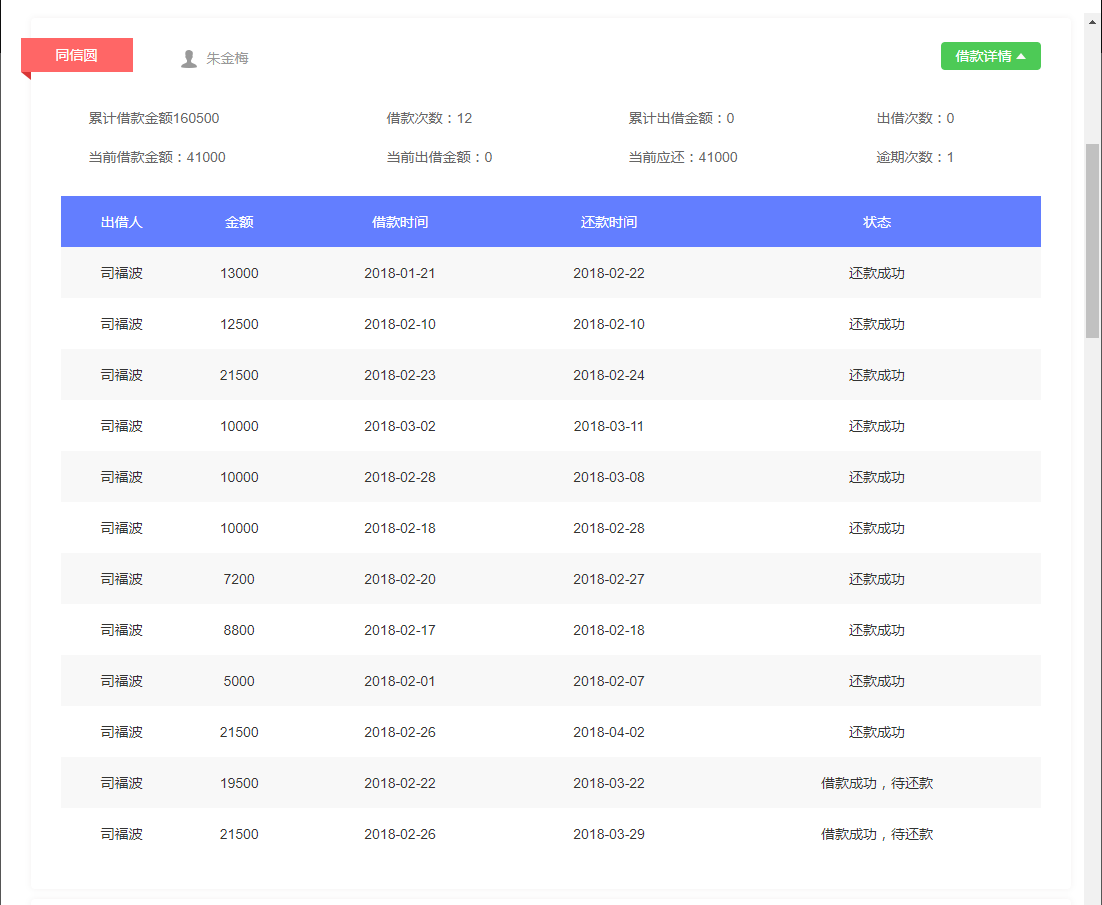 同信圆
朱金梅
借款详情
累计借款金额160500 借款次数：12 累计出借金额：0 出借次数：0
当前借款金额：41000 当前出借金额：0 当前应还：41000 逾期次数：1
出借人 金额 借款时间 还款时间 状态
司福波 13000 2018-01-21 2018-02-22 还款成功
司福波 12500 2018-02-10 2018-02-10 还款成功
司福波 21500 2018-02-23 2018-02-24 还款成功
司福波 10000 2018-03-02 2018-03-11 还款成功
司福波 10000 2018-02-28 2018-03-08 还款成功
司福波 10000 2018-02-18 2018-02-28 还款成功
司福波 7200 2018-02-20 2018-02-27 还款成功
司福波 8800 2018-02-17 2018-02-18 还款成功
司福波 5000 2018-02-01 2018-02-07 还款成功
司福波 21500 2018-02-26 2018-04-02 还款成功
司福波 19500 2018-02-22 2018-03-22 借款成功，待还款
司福波 21500 2018-02-26 2018-03-29 借款成功，待还款